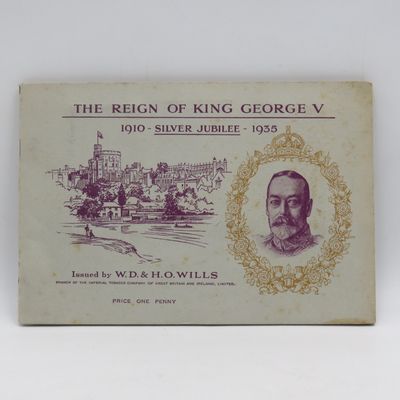 THE REIGN OF KING GEORGE V
1910 - SILVER JUBILEE - 1935
Issued by W.D. & H.O. WILLS
BRANCH OF THE IMPERIAL TOBACCO COMPANY (OF GREAT BRITAIN AND IRELAND), LIMITED.
PRICE ONE PENNY